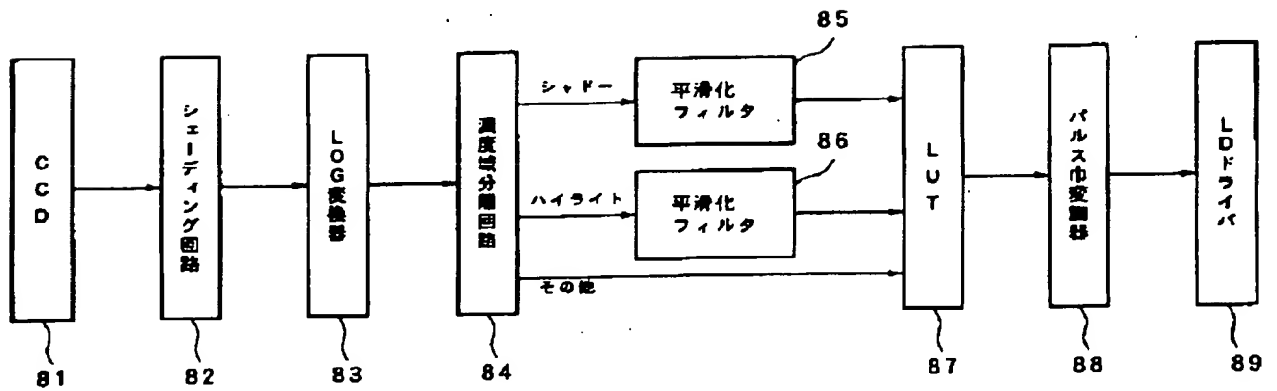 85
CCD
シェーディング回路
LOG変換器
濃度域分離回路
シャドー
平滑化
フィルタ
86
ハイライト
平滑化
フィルタ
その他
LUT
パルス巾変調器
LDドライバ
81
82
83
84
87
88
89